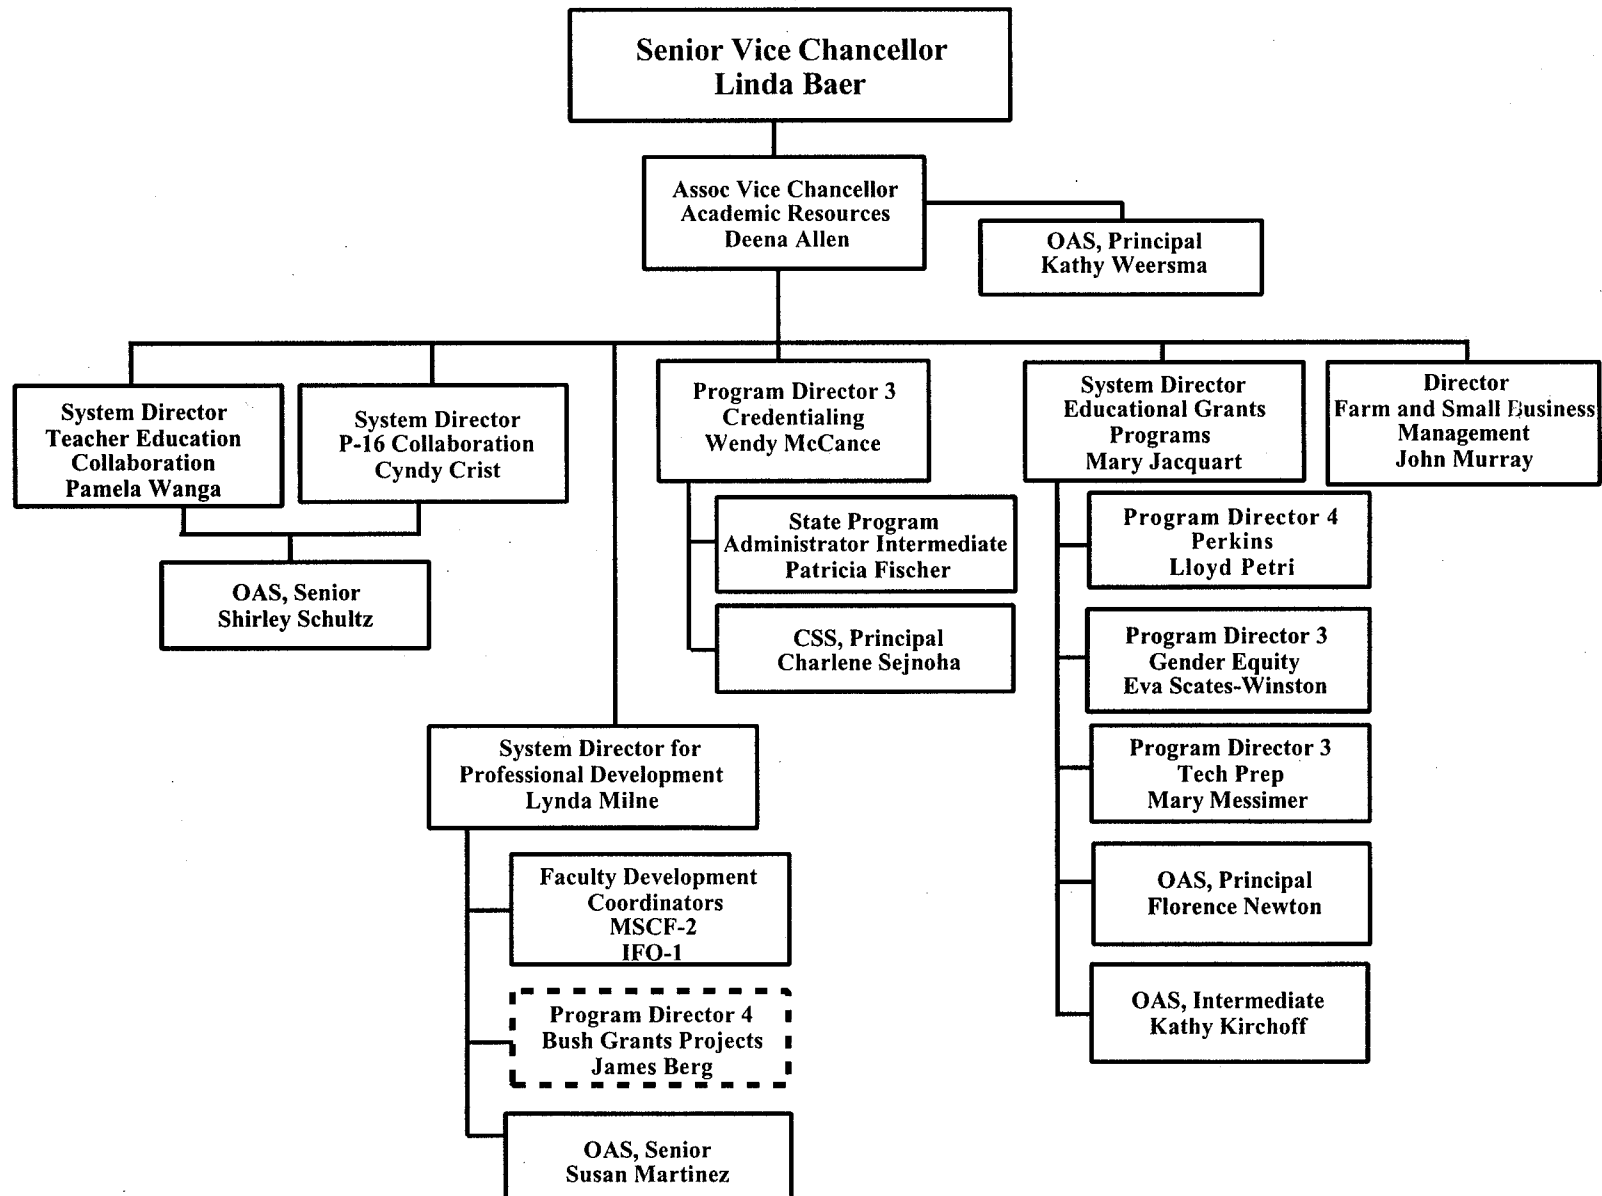 Senior Vice Chancellor
Linda Baer
Assoc Vice Chancellor
Academic Resources
Deena Allen
OAS, Principal
Kathy Weersma
System Director
Teacher Education
Collaboration
Pamela Wanga
System Director
P-16 Collaboration
Cyndy Crist
OAS, Senior
Shirley Schultz
System Director for
Professional Development
Lynda Milne
Faculty Development
Coordinators
MSCF-2
IFO-1
Program Director 4
Bush Grants Projects
James Berg
OAS, Senior
Susan Martinez
Program Director 3
Credentialing
Wendy McCance
State Program
Administrator Intermediate
Patricia Fischer
CSS, Principal
Charlene Sejnoha
System Director
Educational Grants
Programs
Mary Jacquart
Program Director 4
Perkins
Lloyd Petri
Program Director 3
Gender Equity
Eva Scates-Winston
Program Director 3
Tech Prep
Mary Messimer
OAS, Principal
Florence Newton
OAS, Intermediate
Kathy Kirchoff
Director
Farm and Small Business
Management
John Murray